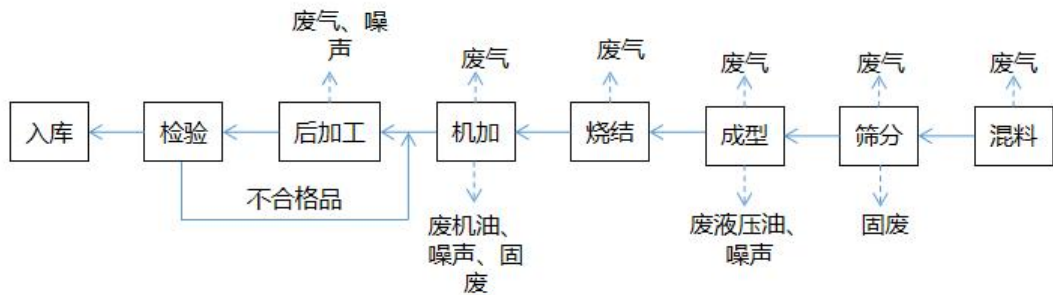 废气、噪
声
废气
废气
废气
废气
废气
入库
检验
后加工
机加
烧结
成型
筛分
混料
不合格品
废机油、
噪声、固
废
废液压油、
噪声
固废